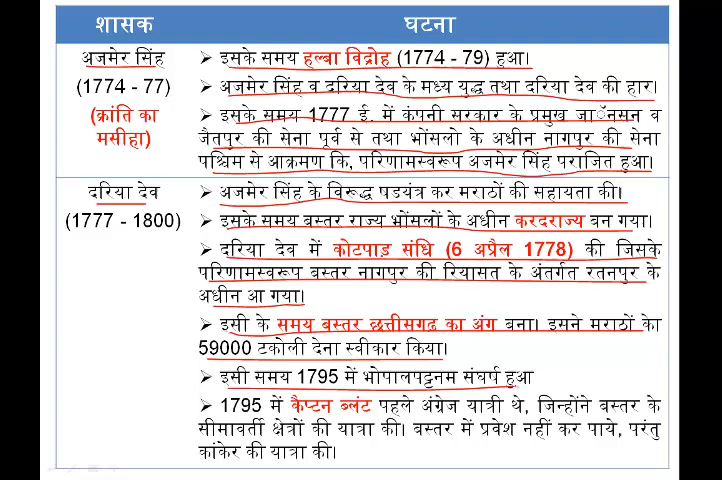 शासक
घटना
अजमेर सिंह
(1774 - 77)
(क्रांति का
मसीहा)
➢ इसके समय हल्बा विद्रोह (1774 - 79) हुआ।
➢ अजमेर सिंह व दरिया देव के मध्य युद्ध तथा दरिया देव की हार।
➢ इसके समय 1777 ई. में कंपनी सरकार के प्रमुख जाॅनसन व
जैतपुर की सेना पूर्व से तथा भोंसलो के अधीन नागपुर की सेना
पश्चिम से आक्रमण कि, परिणामस्वरूप अजमेर सिंह पराजित हुआ।
दरिया देव
(1777 - 1800)
➢ अजमेर सिंह के विरूद्ध षडयंत्र कर मराठों की सहायता की।
➢ इसके समय बस्तर राज्य भोंसलों के अधीन करदराज्य बन गया।
➢ दरिया देव में कोटपाड़ संधि (6 अप्रैल 1778) की जिसके
परिणामस्वरूप बस्तर नागपुर की रियासत के अंतर्गत रतनपुर के
अधीन आ गया।
➢ इसी के समय बस्तर छत्तीसगढ का अंग बना। इसने मराठों केा
59000 टकोली देना स्वीकार किया।
➢ इसी समय 1795 में भोपालपट्टनम संघर्ष हुआ
➢ 1795 में कैप्टन ब्लंट पहले अंग्रेज यात्री थे, जिन्होंने बस्तर के
सीमावर्ती क्षेत्रों की यात्रा की। बस्तर में प्रवेश नहीं कर पाये, परंतु
कांकेर की यात्रा की।